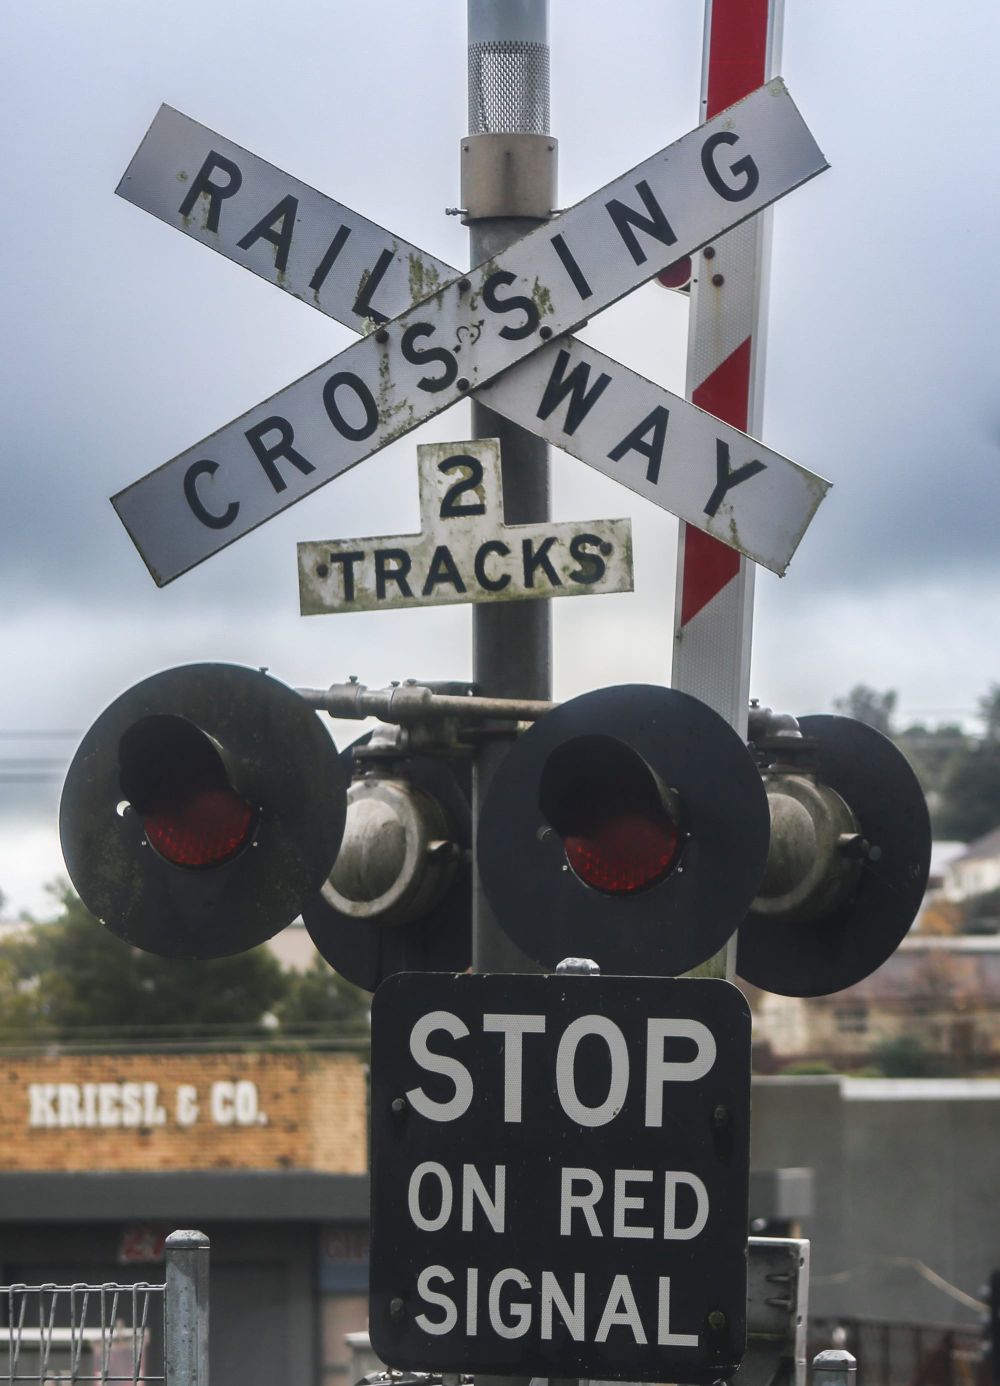 RAILWAY
CROSSING
2
TRACKS
STOP
ON RED
SIGNAL
KRIESL & CO.